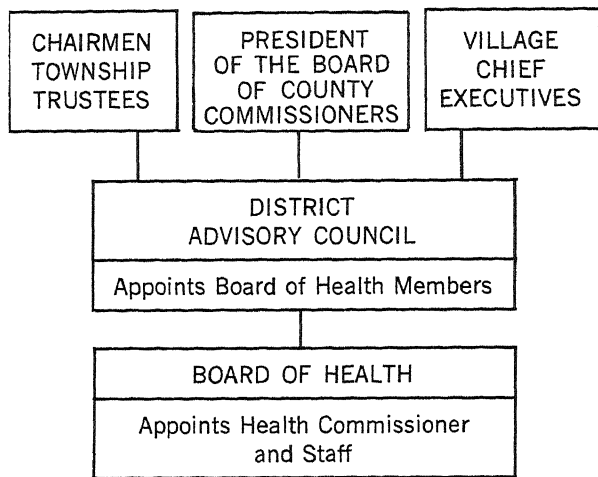 CHAIRMEN
TOWNSHIP
TRUSTEES
PRESIDENT
OF THE BOARD
OF COUNTY
COMMISSIONERS
VILLAGE
CHIEF
EXECUTIVES
DISTRICT
ADVISORY COUNCIL
Appoints Board of Health Members
BOARD OF HEALTH
Appoints Health Commissioner
and Staff